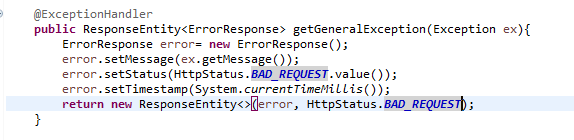 @ExceptionHandler
public ResponseEntity<ErrorResponse> getGeneralException(Exception ex){
ErrorResponse error= new ErrorResponse();
error.setMessage(ex.getMessage());
error.setStatus(HttpStatus.BAD_REQUEST.value());
error.setTimestamp(System.currentTimeMillis());
return new ResponseEntity<>(error, HttpStatus.BAD_REQUEST);
}